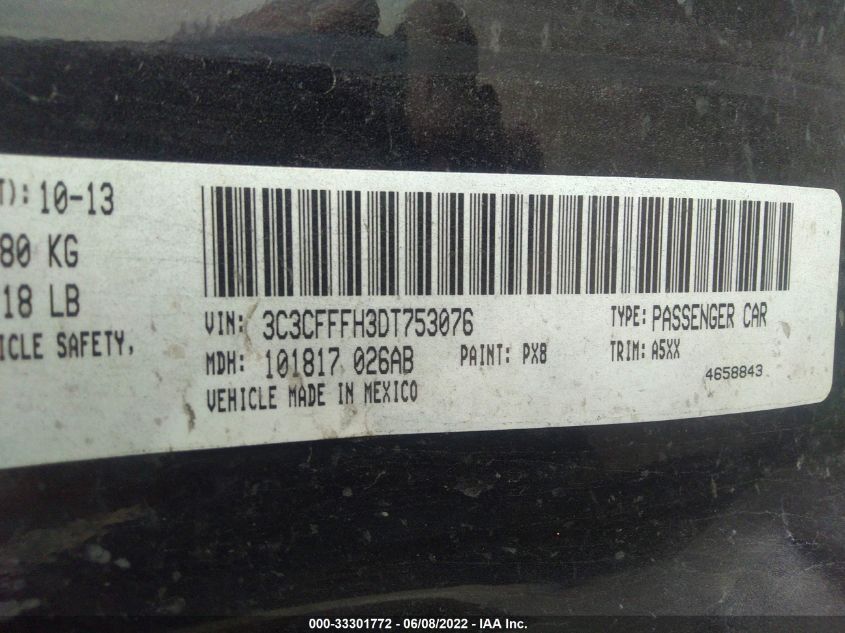 T): 10-13
80 KG
18 LB
ICLE SAFETY,
VIN: 3C3CFFFH3DT753076
TYPE: PASSENGER CAR
MDH: 101817 026AB
PAINT: PX8
TRIM: A5XX
4658843
VEHICLE MADE IN MEXICO
000-33301772 - 06/08/2022 - IAA Inc.